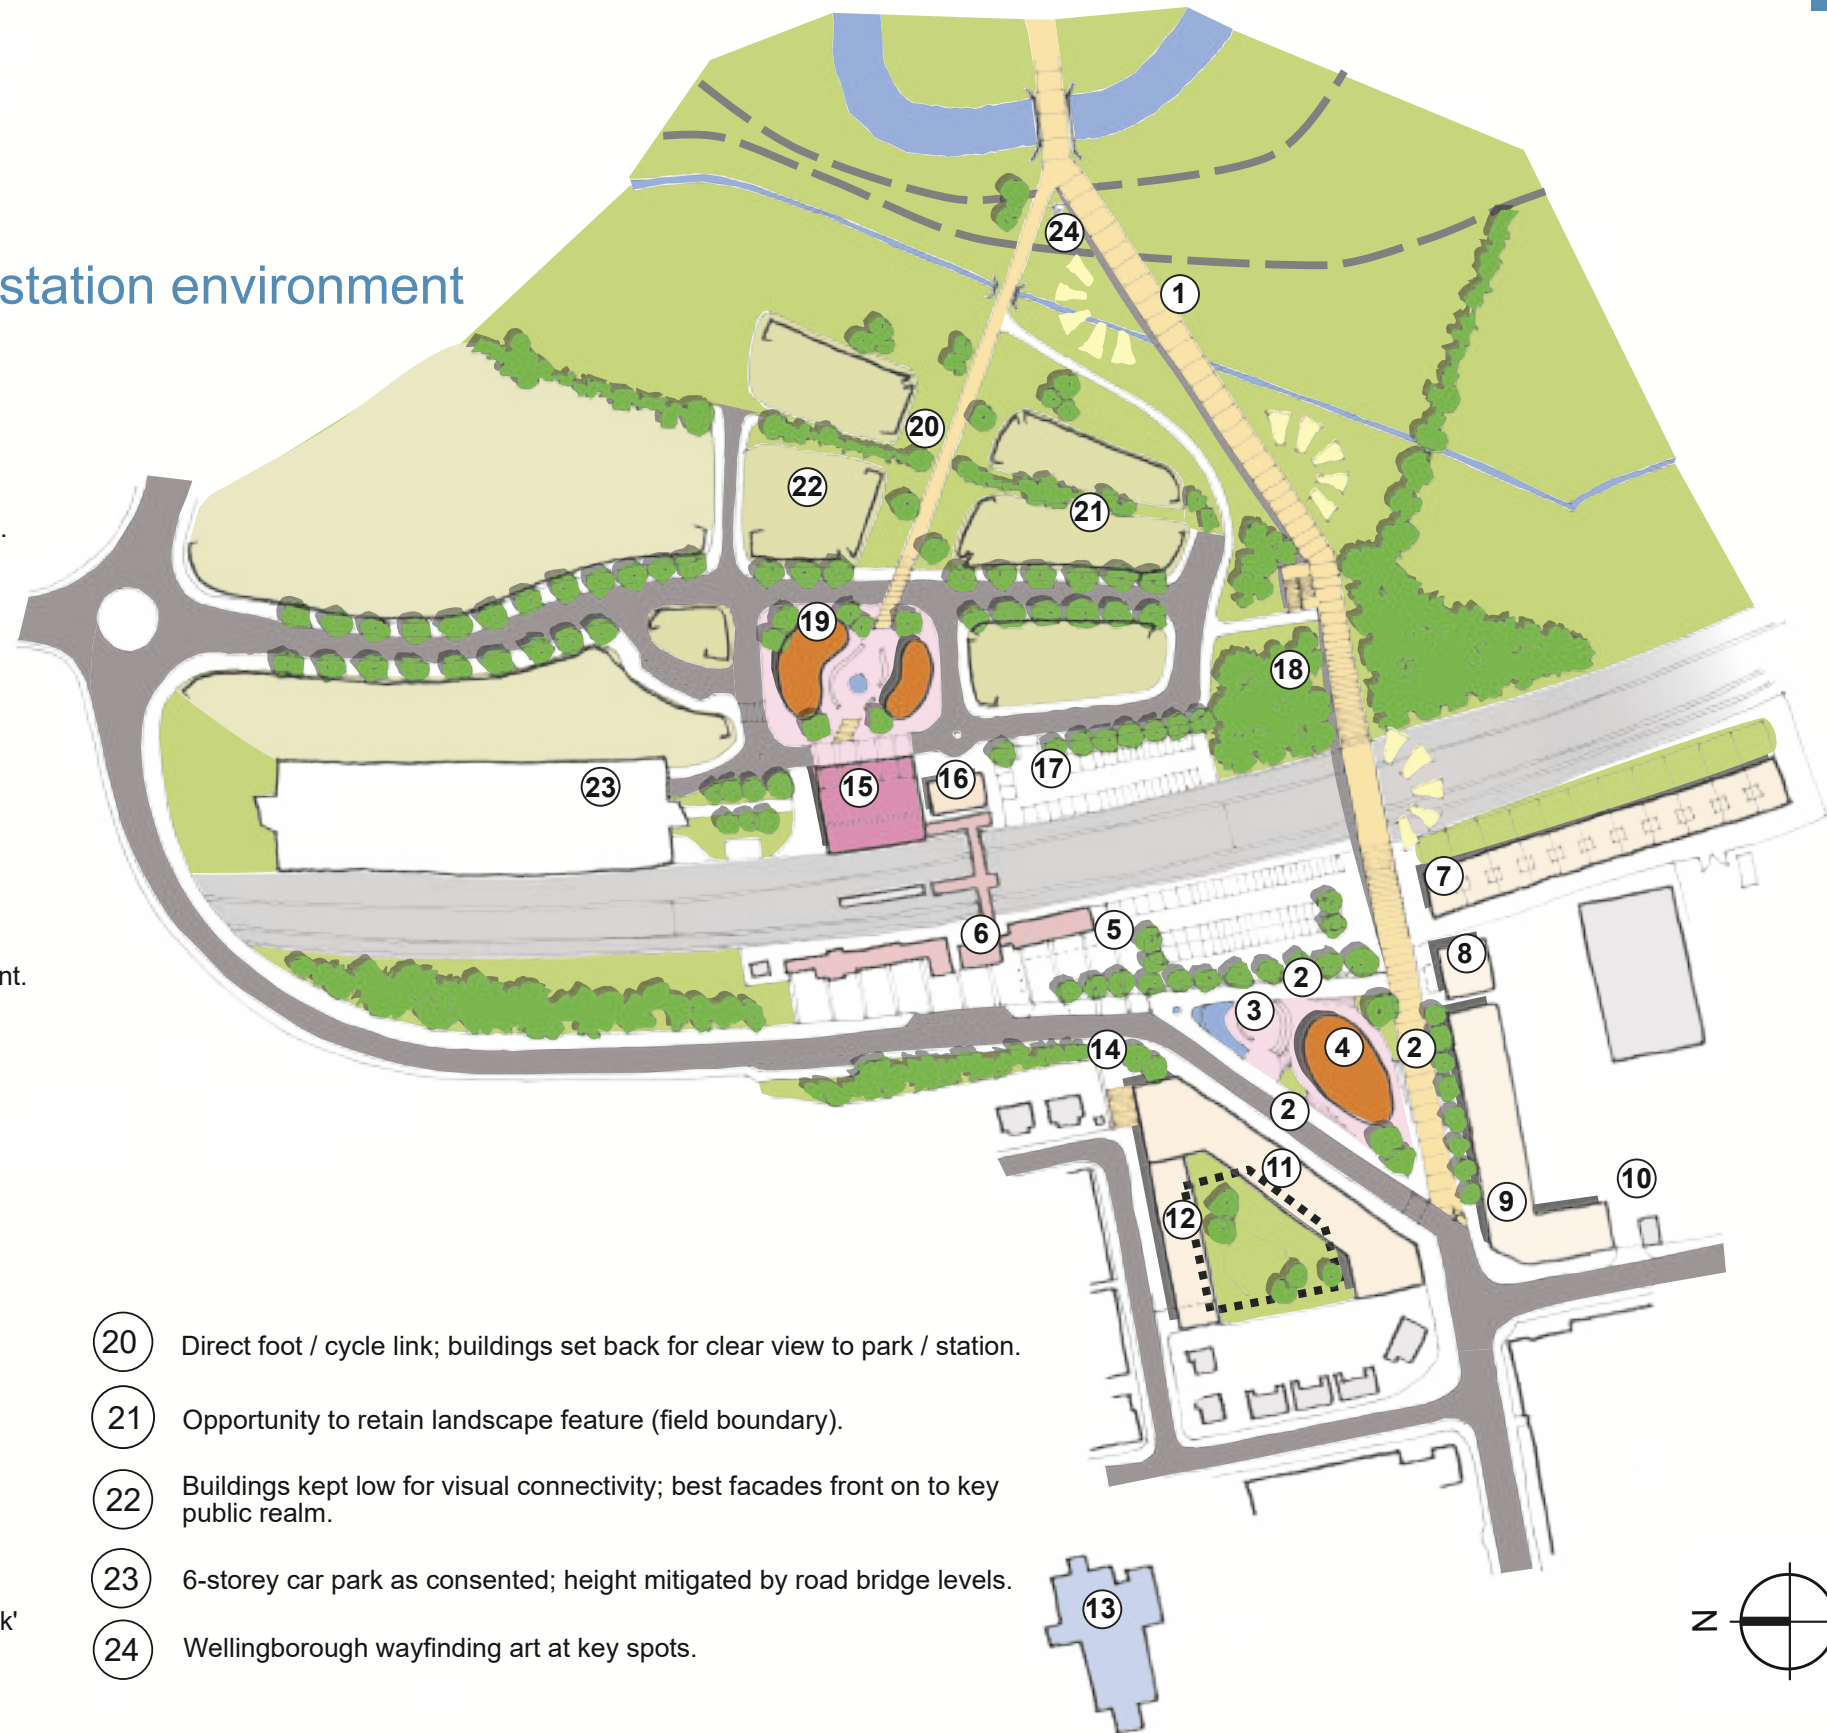 station environment
.
nt.
k'
24
1
20
22
21
19
18
23
15
16
17
7
6
5
8
2
3
4
2
14
2
11
12
10
9
20 Direct foot / cycle link; buildings set back for clear view to park / station.
21 Opportunity to retain landscape feature (field boundary).
22 Buildings kept low for visual connectivity; best facades front on to key
public realm.
23 6-storey car park as consented; height mitigated by road bridge levels.
24 Wellingborough wayfinding art at key spots.
13
N